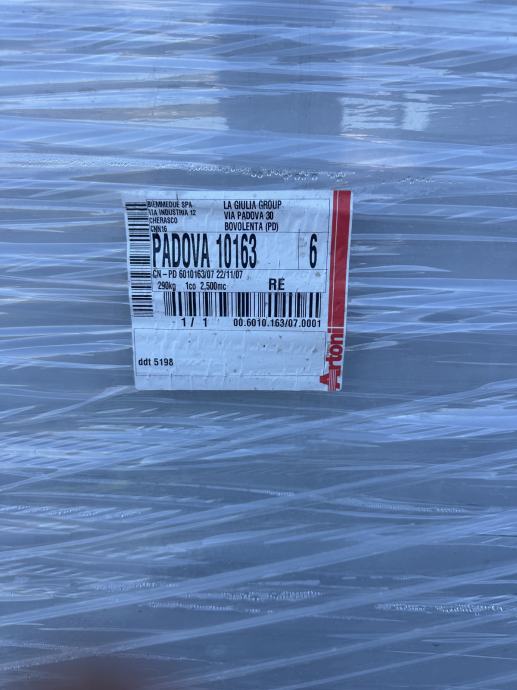 BIEMMEDUE SPA
VIA INDUSTRIA 12
CHERASCO
CNN16
LA GIULIA GROUP
VIA PADOVA 30
BOVOLENTA (PD)
PADOVA 10163
6
CN - PD 6010163/07 22/11/07
290kg 1co 2,500mc RE
1 / 1 00.6010.163/07.0001
ddt 5198
Artoni